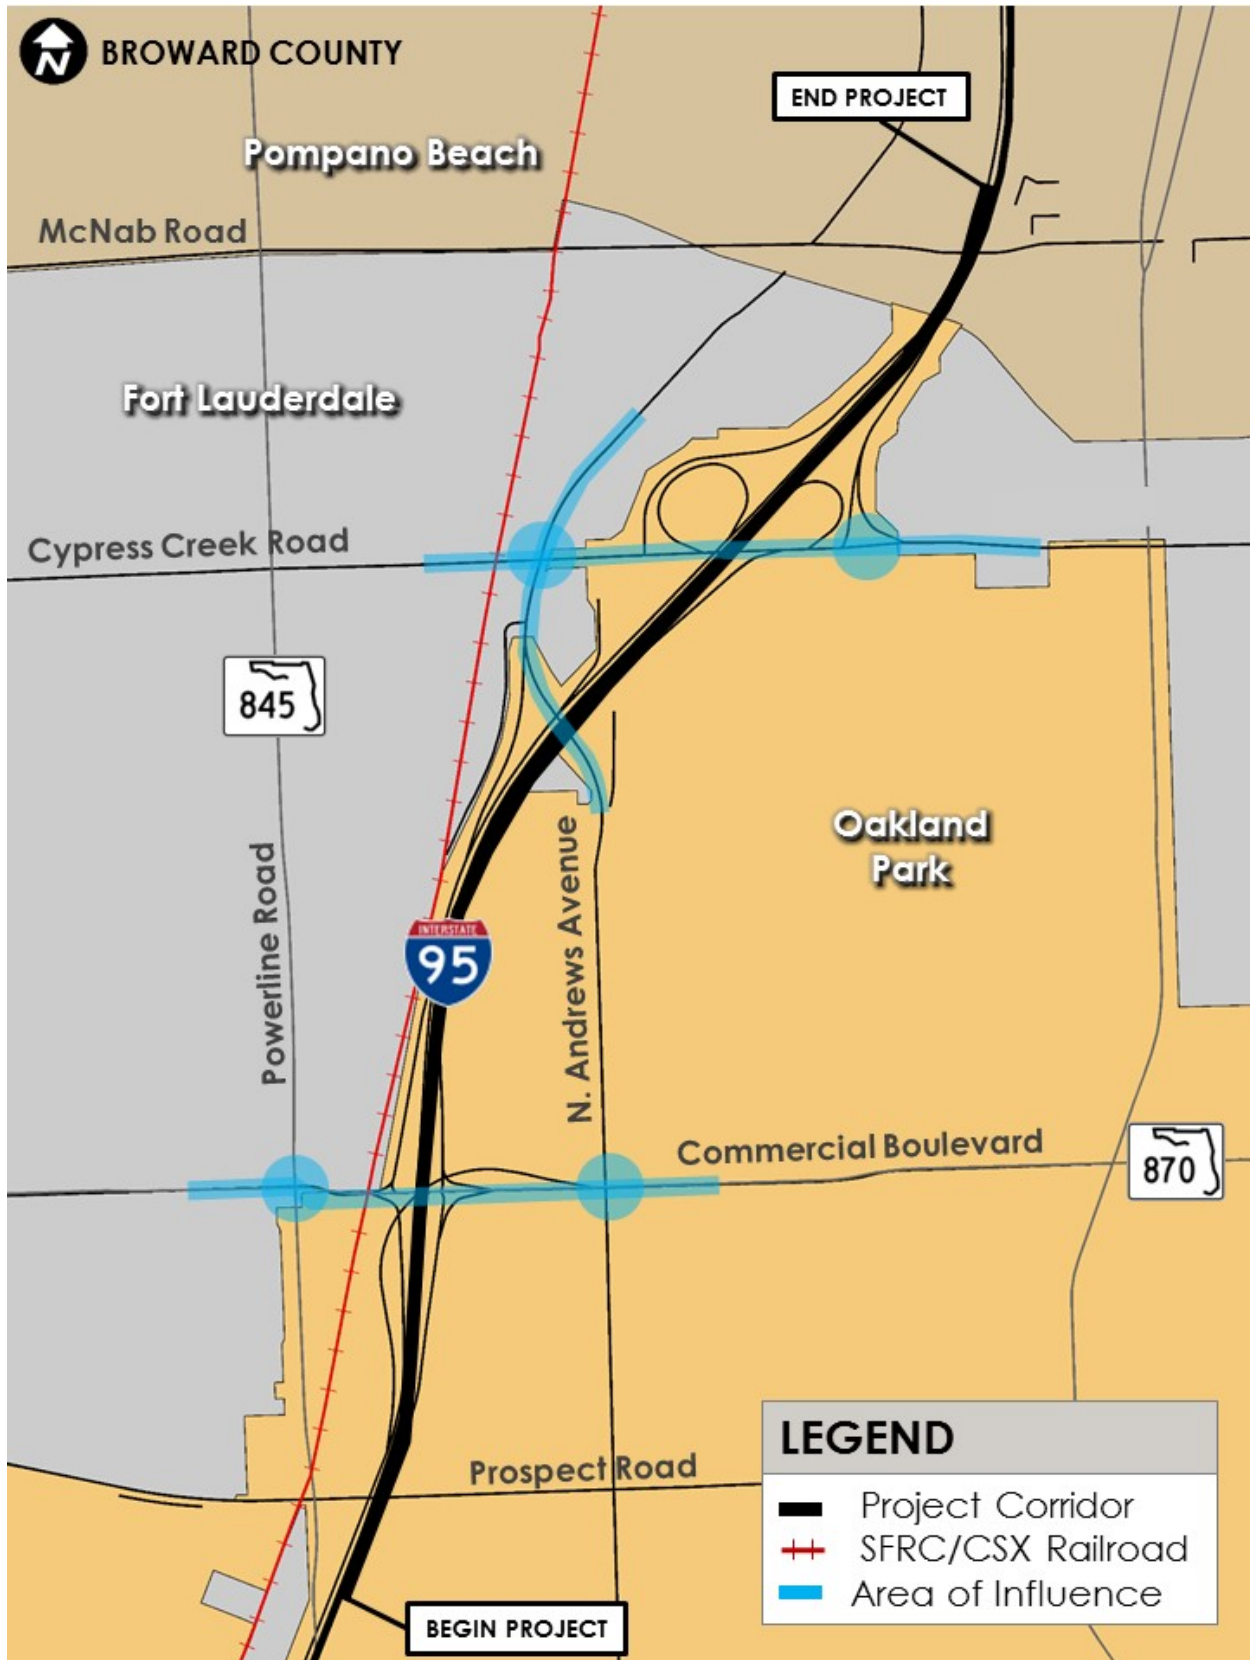 N
BROWARD COUNTY
END PROJECT
Pompano Beach
McNab Road
Fort Lauderdale
Cypress Creek Road
845
Oakland
Park
Powerline Road
N. Andrews Avenue
INTERSTATE
95
Commercial Boulevard
870
Prospect Road
BEGIN PROJECT
LEGEND
Project Corridor
SFRC/CSX Railroad
Area of Influence